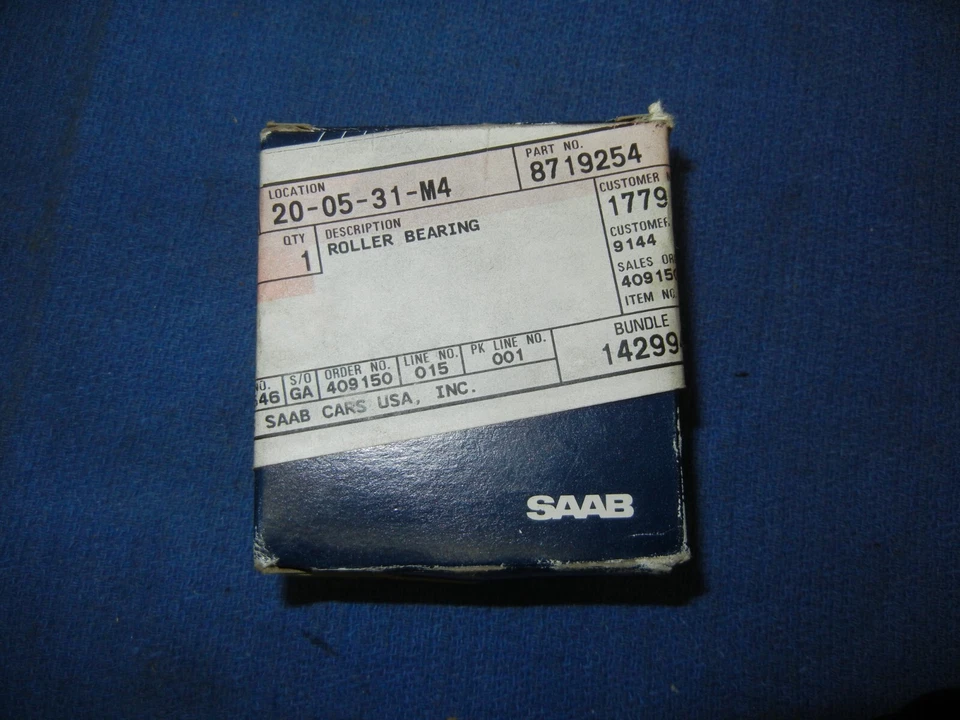 LOCATION
20-05-31-M4
PART NO.
8719254
QTY
1
DESCRIPTION
ROLLER BEARING
CUSTOMER
1779
CUSTOMER
9144
SALES OR
409150
ITEM NO
NO.
46
S/O
GA
ORDER NO.
409150
LINE NO.
015
PK LINE NO.
001
BUNDLE
14299
SAAB CARS USA, INC.
SAAB